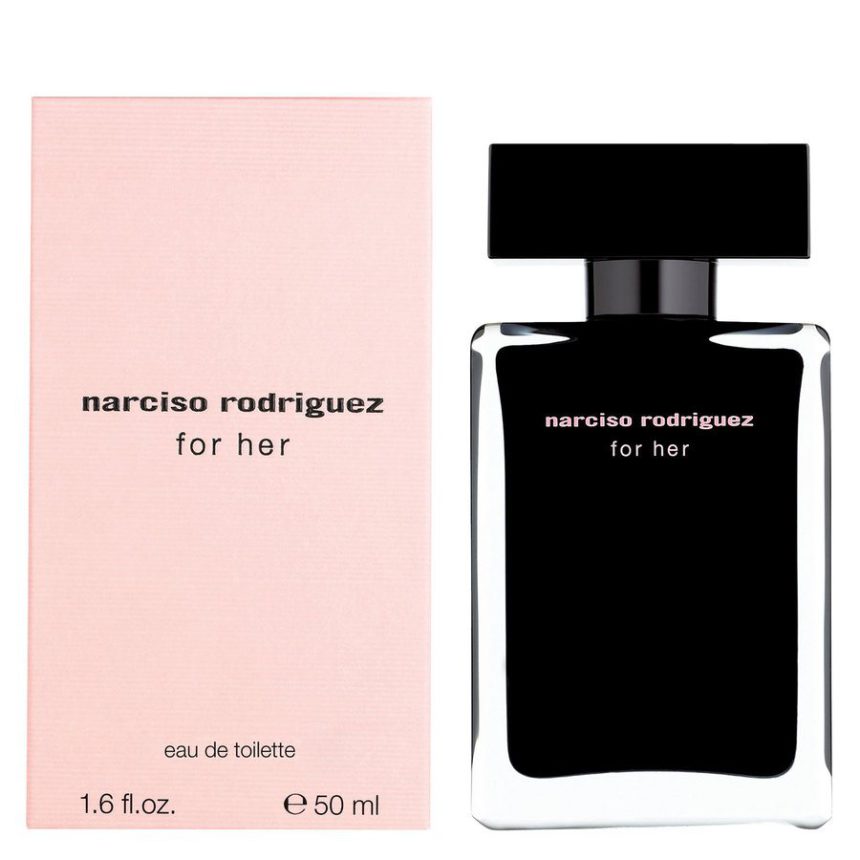 narciso rodriguez
for her
eau de toilette
1.6 fl.oz. ℮ 50 ml
narciso rodriguez
for her